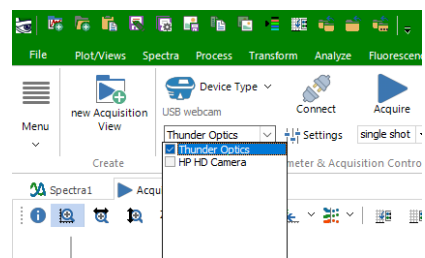 File Plot/Views Spectra Process Transform Analyze Fluorescen
Menu
new Acquisition
View
Create
Device Type
USB webcam
Thunder Optics
Thunder Optics
HP HD Camera
Connect
Settings
Acquire
single shot
meter & Acquisition Contro
Spectra1 Acqu